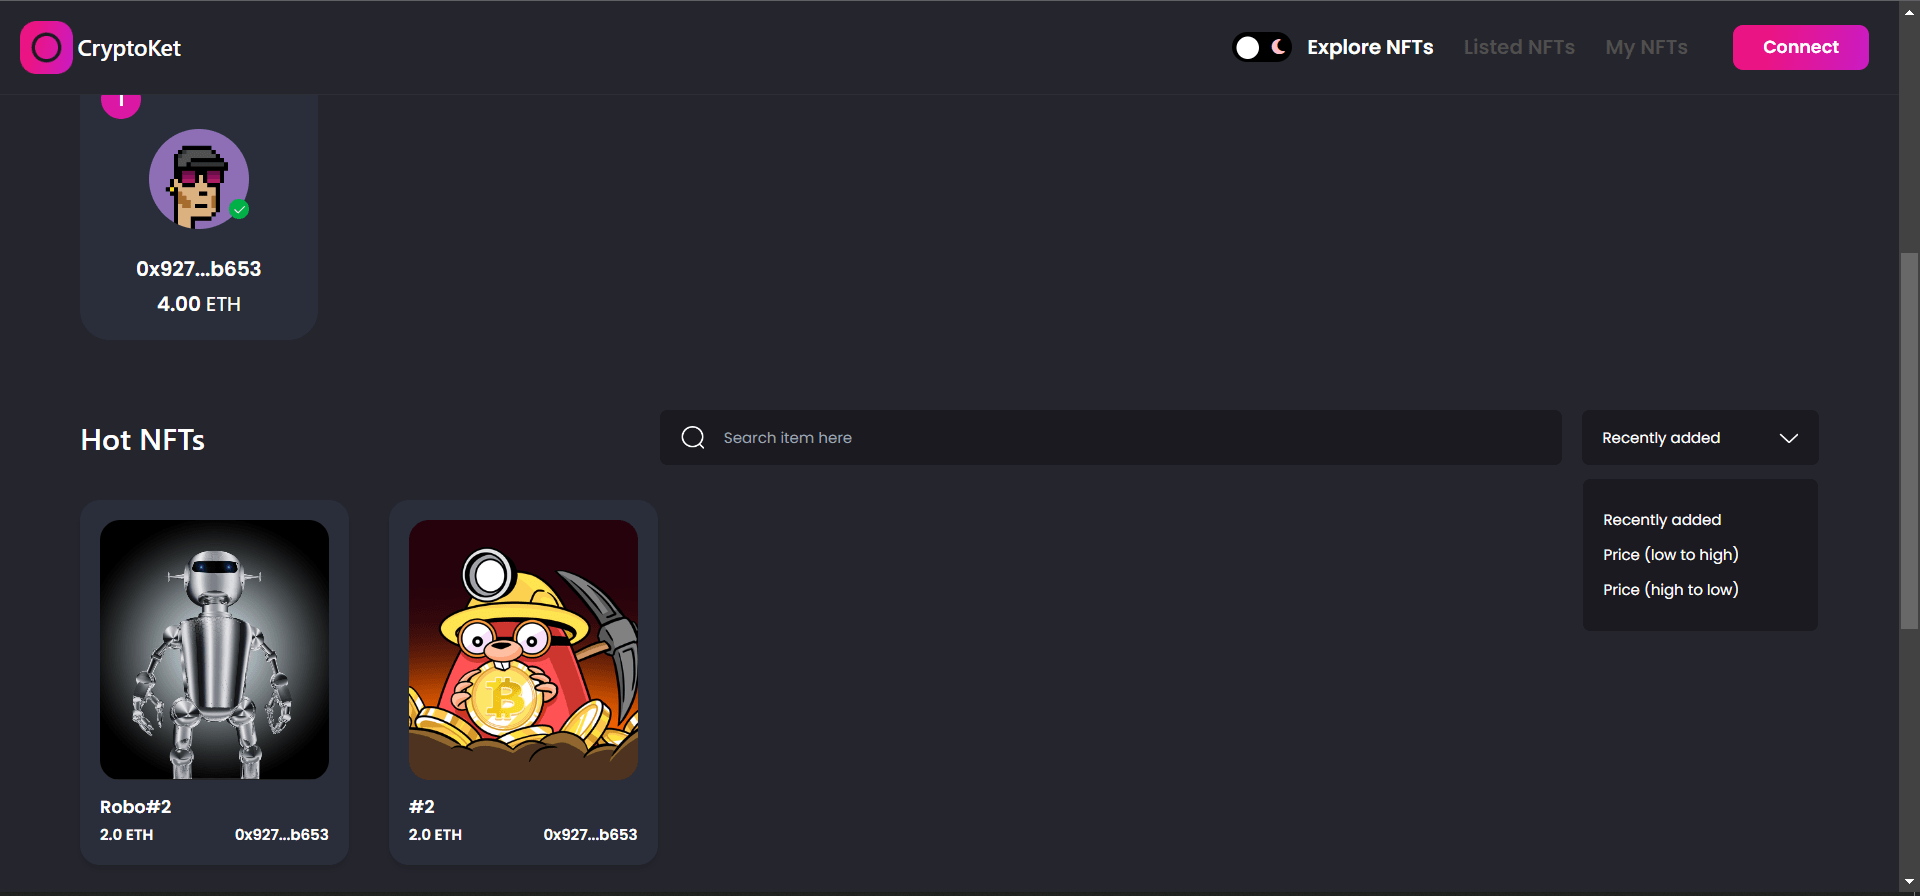 CryptoKet
Explore NFTs
Listed NFTs
My NFTs
Connect
0x927...b653
4.00 ETH
Hot NFTs
Search item here
Recently added
Recently added
Price (low to high)
Price (high to low)
Robo#2
2.0 ETH 0x927...b653
#2
2.0 ETH 0x927...b653